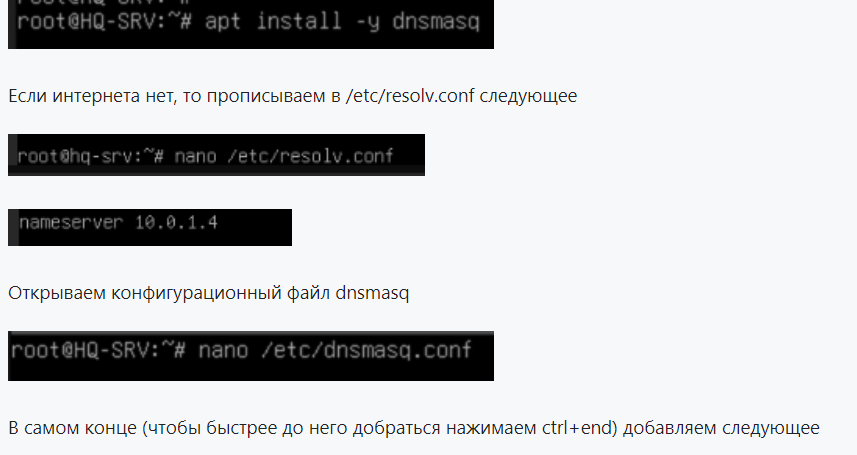 root@HQ-SRV:~# apt install -y dnsmasq
Если интернета нет, то прописываем в /etc/resolv.conf следующее
root@hq-srv:~# nano /etc/resolv.conf
nameserver 10.0.1.4
Открываем конфигурационный файл dnsmasq
root@HQ-SRV:~# nano /etc/dnsmasq.conf
В самом конце (чтобы быстрее до него добраться нажимаем ctrl+end) добавляем следующее